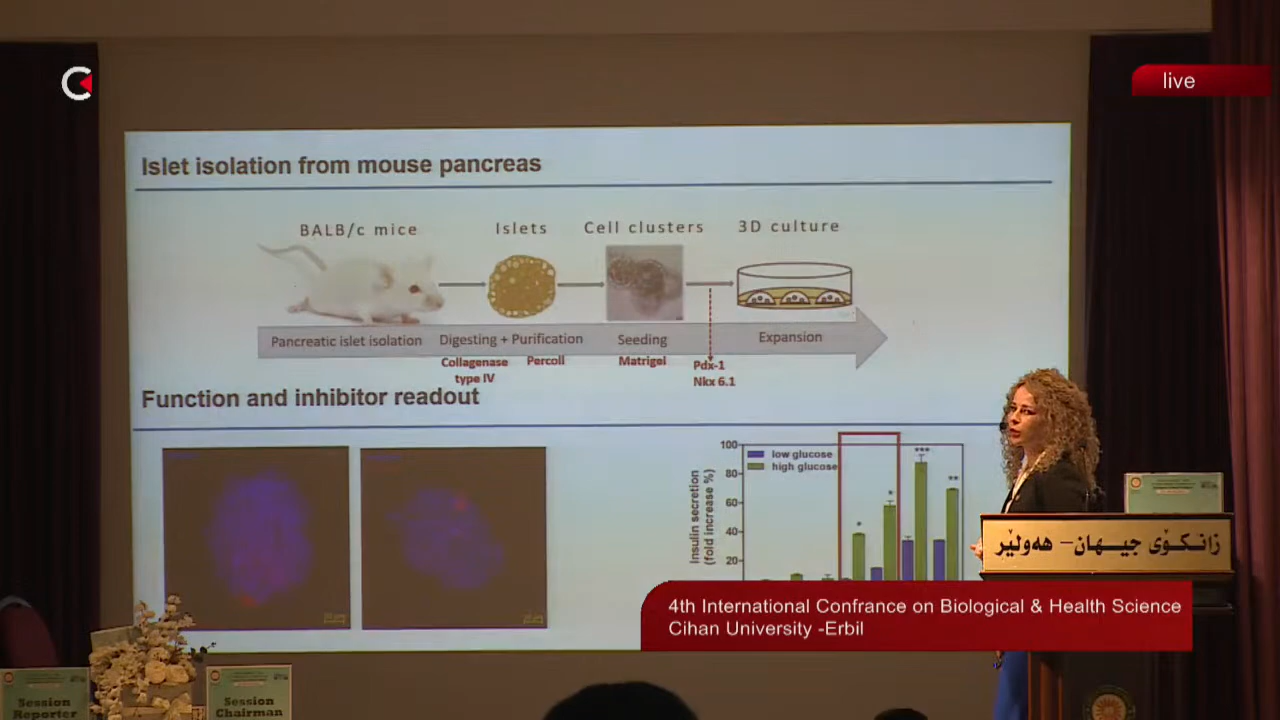 live
Islet isolation from mouse pancreas
BALB/c mice
Islets
Cell clusters
3D culture
Pancreatic islet isolation
Digesting + Purification
Seeding
Expansion
Collagenase
type IV
Percoll
Matrigel
Pdx-1
Nkx 6.1
Function and inhibitor readout
Insulin secretion
(fold increase %)
100
80
60
40
20
low glucose
high glucose
*
*
***
**
زانکۆی جیهان - هەولێر
4th International Confrance on Biological & Health Science
Cihan University -Erbil
Session
Reporter
Session
Chairman